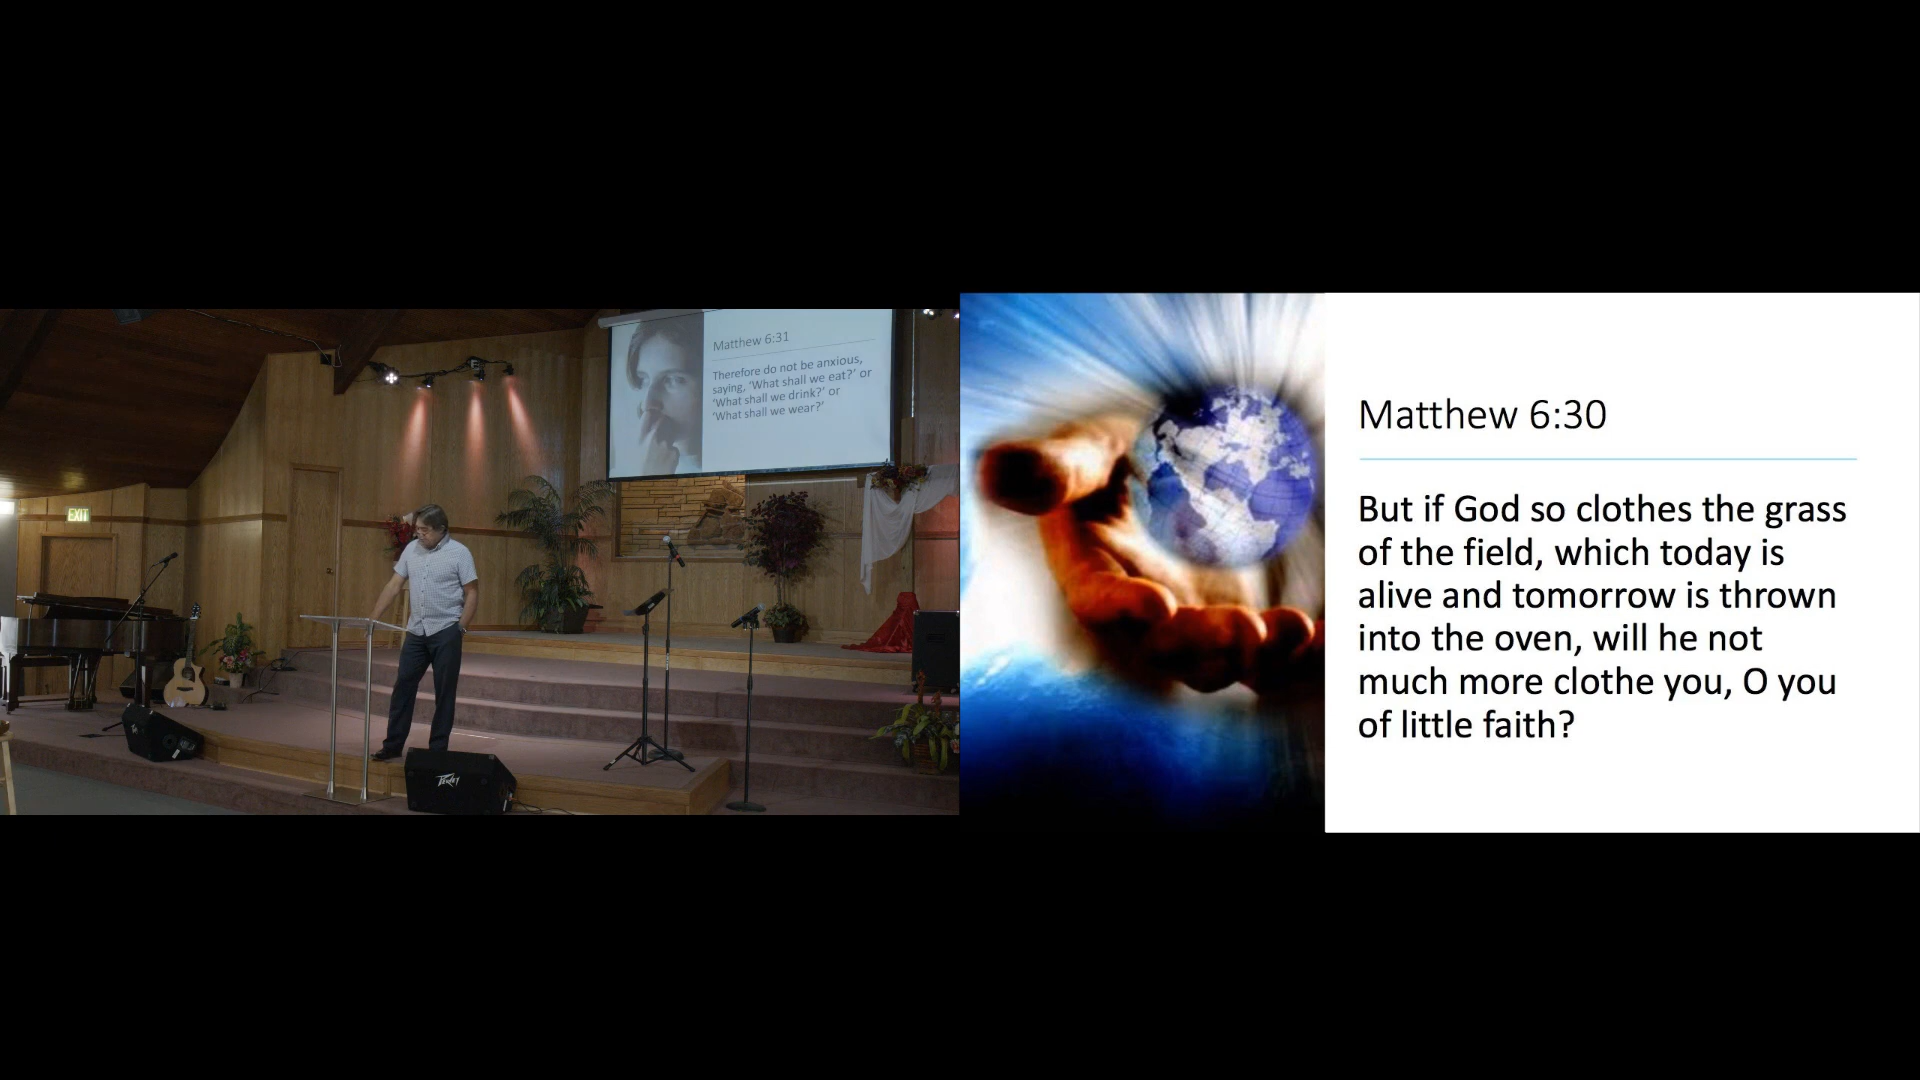 EXIT
Matthew 6:31
Therefore do not be anxious,
saying, ‘What shall we eat?’ or
‘What shall we drink?’ or
‘What shall we wear?’
Peavey
Matthew 6:30
But if God so clothes the grass
of the field, which today is
alive and tomorrow is thrown
into the oven, will he not
much more clothe you, O you
of little faith?